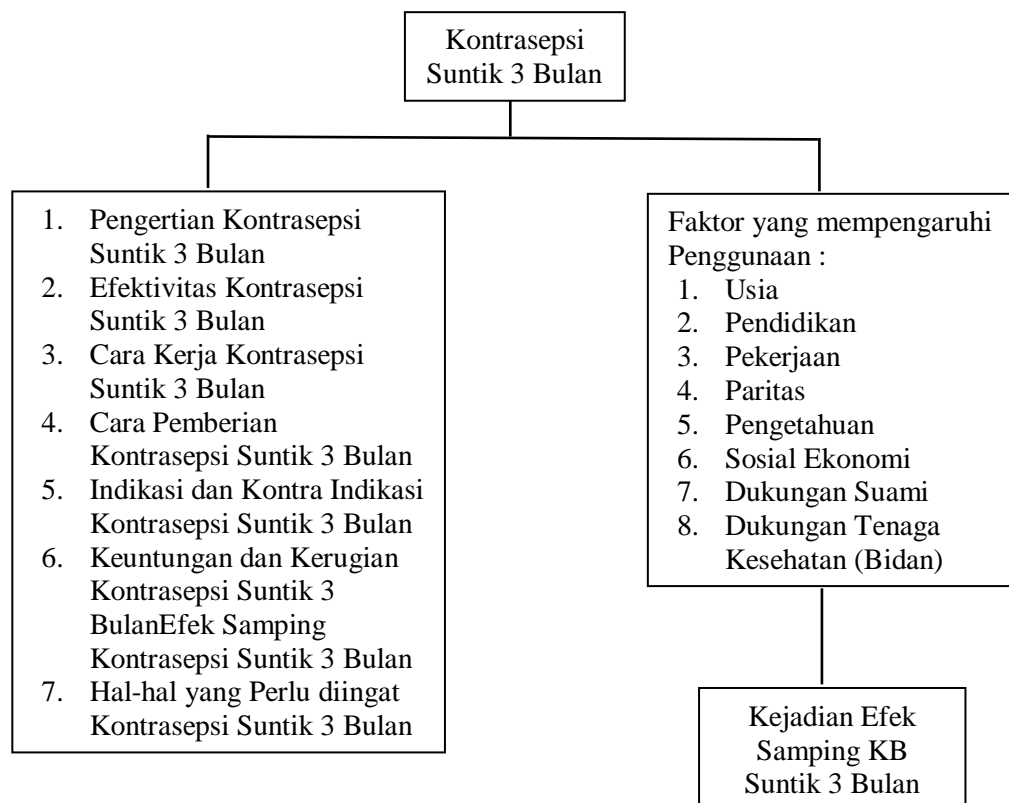 Kontrasepsi
Suntik 3 Bulan
1. Pengertian Kontrasepsi
Suntik 3 Bulan
2. Efektivitas Kontrasepsi
Suntik 3 Bulan
3. Cara Kerja Kontrasepsi
Suntik 3 Bulan
4. Cara Pemberian
Kontrasepsi Suntik 3 Bulan
5. Indikasi dan Kontra Indikasi
Kontrasepsi Suntik 3 Bulan
6. Keuntungan dan Kerugian
Kontrasepsi Suntik 3
BulanEfek Samping
Kontrasepsi Suntik 3 Bulan
7. Hal-hal yang Perlu diingat
Kontrasepsi Suntik 3 Bulan
Faktor yang mempengaruhi
Penggunaan :
1. Usia
2. Pendidikan
3. Pekerjaan
4. Paritas
5. Pengetahuan
6. Sosial Ekonomi
7. Dukungan Suami
8. Dukungan Tenaga
Kesehatan (Bidan)
Kejadian Efek
Samping KB
Suntik 3 Bulan